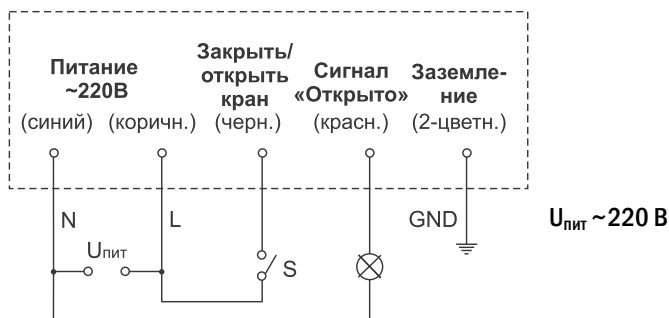 Питание
~220В
(синий) (коричн.)
Закрыть/
открыть
кран
(черн.)
Сигнал
«Открыто»
(красн.)
Заземле-
ние
(2-цветн.)
N
L
GND
Uпит ~220 В
Uпит
S